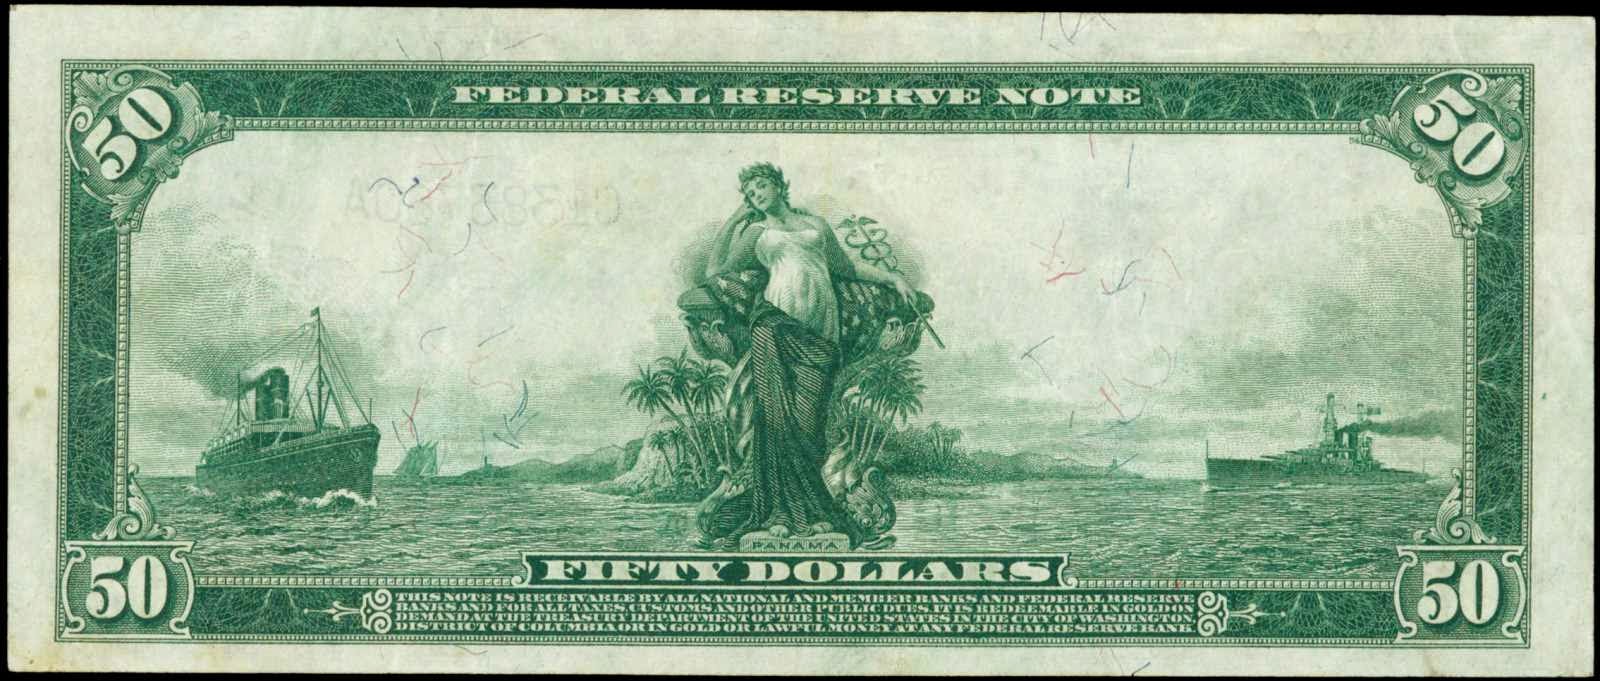 50 FEDERAL RESERVE NOTE 50
PANAMA
50 FIFTY DOLLARS 50
THIS NOTE IS RECEIVABLE BY ALL NATIONAL AND MEMBER BANKS AND FEDERAL RESERVE
BANKS AND FOR ALL TAXES, CUSTOMS AND OTHER PUBLIC DUES. IT IS REDEEMABLE IN GOLD ON
DEMAND AT THE TREASURY DEPARTMENT OF THE UNITED STATES IN THE CITY OF WASHINGTON,
DISTRICT OF COLUMBIA OR IN GOLD OR LAWFUL MONEY AT ANY FEDERAL RESERVE BANK.